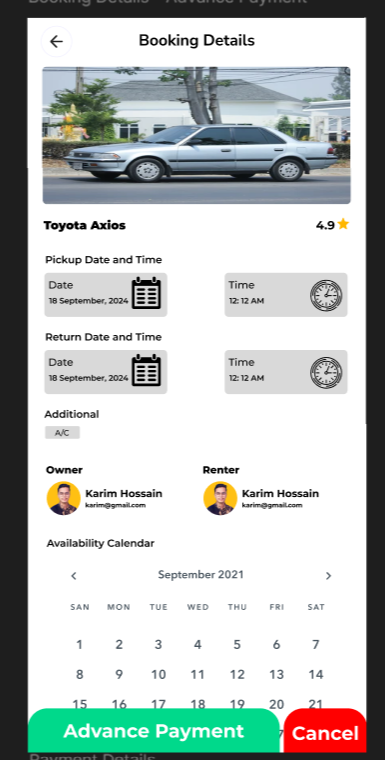 Booking Details - Advance Payment
Booking Details
Toyota Axios 4.9
Pickup Date and Time
Date Time
18 September, 2024 12: 12 AM
Return Date and Time
Date Time
18 September, 2024 12: 12 AM
Additional
A/C
Owner Renter
Karim Hossain Karim Hossain
karim@gmail.com karim@gmail.com
Availability Calendar
September 2021
SAN MON TUE WED THU FRI SAT
1 2 3 4 5 6 7
8 9 10 11 12 13 14
15 16 17 18 19 20 21
Advance Payment Cancel
Payment Details